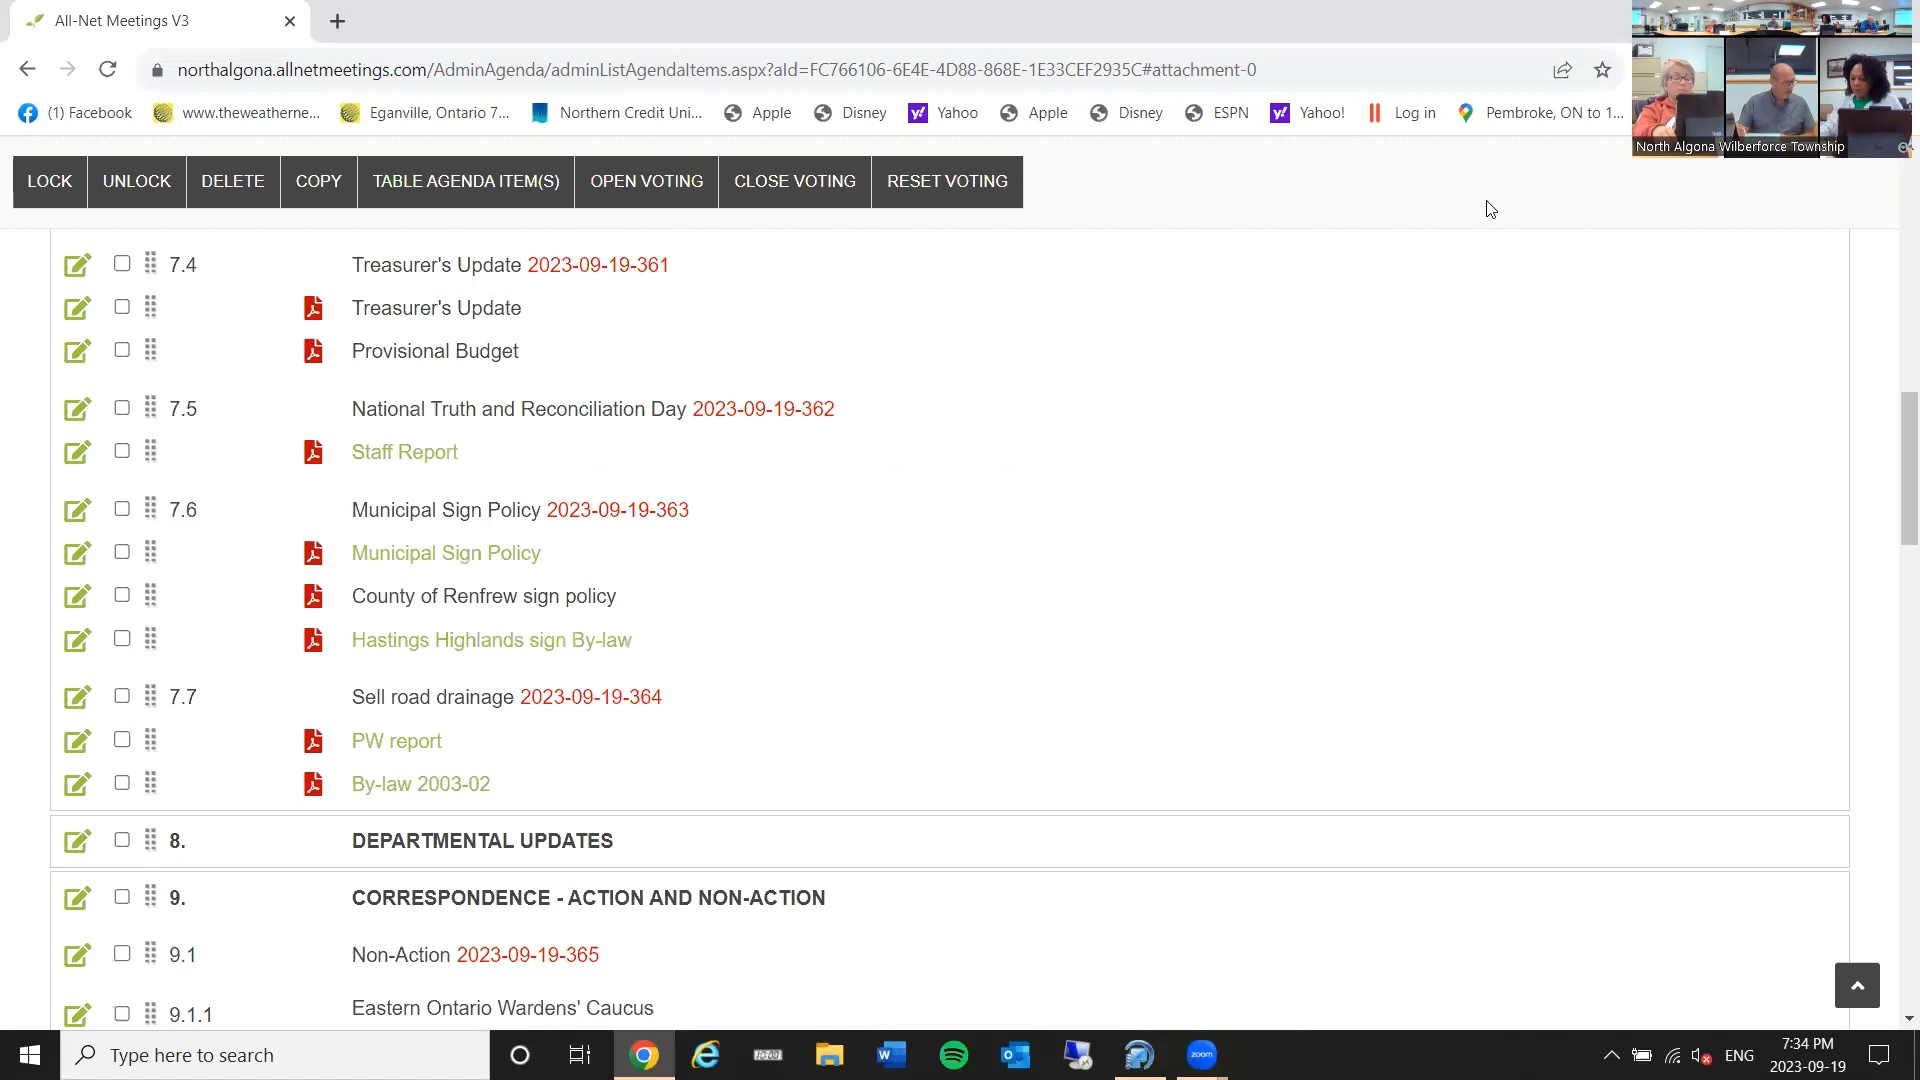 All-Net Meetings V3
northalgona.allnetmeetings.com/AdminAgenda/adminListAgendaItems.aspx?aId=FC766106-6E4E-4D88-868E-1E33CEF2935C#attachment-0
(1) Facebook www.theweatherne... Eganville, Ontario 7... Northern Credit Uni... Apple Disney Yahoo Apple Disney ESPN Yahoo! Log in Pembroke, ON to 1...
North Algona Wilberforce Township
LOCK UNLOCK DELETE COPY TABLE AGENDA ITEM(S) OPEN VOTING CLOSE VOTING RESET VOTING
7.4 Treasurer's Update 2023-09-19-361
Treasurer's Update
Provisional Budget
7.5 National Truth and Reconciliation Day 2023-09-19-362
Staff Report
7.6 Municipal Sign Policy 2023-09-19-363
Municipal Sign Policy
County of Renfrew sign policy
Hastings Highlands sign By-law
7.7 Sell road drainage 2023-09-19-364
PW report
By-law 2003-02
8. DEPARTMENTAL UPDATES
9. CORRESPONDENCE - ACTION AND NON-ACTION
9.1 Non-Action 2023-09-19-365
9.1.1 Eastern Ontario Wardens' Caucus
Type here to search
zoom
ENG
7:34 PM
2023-09-19